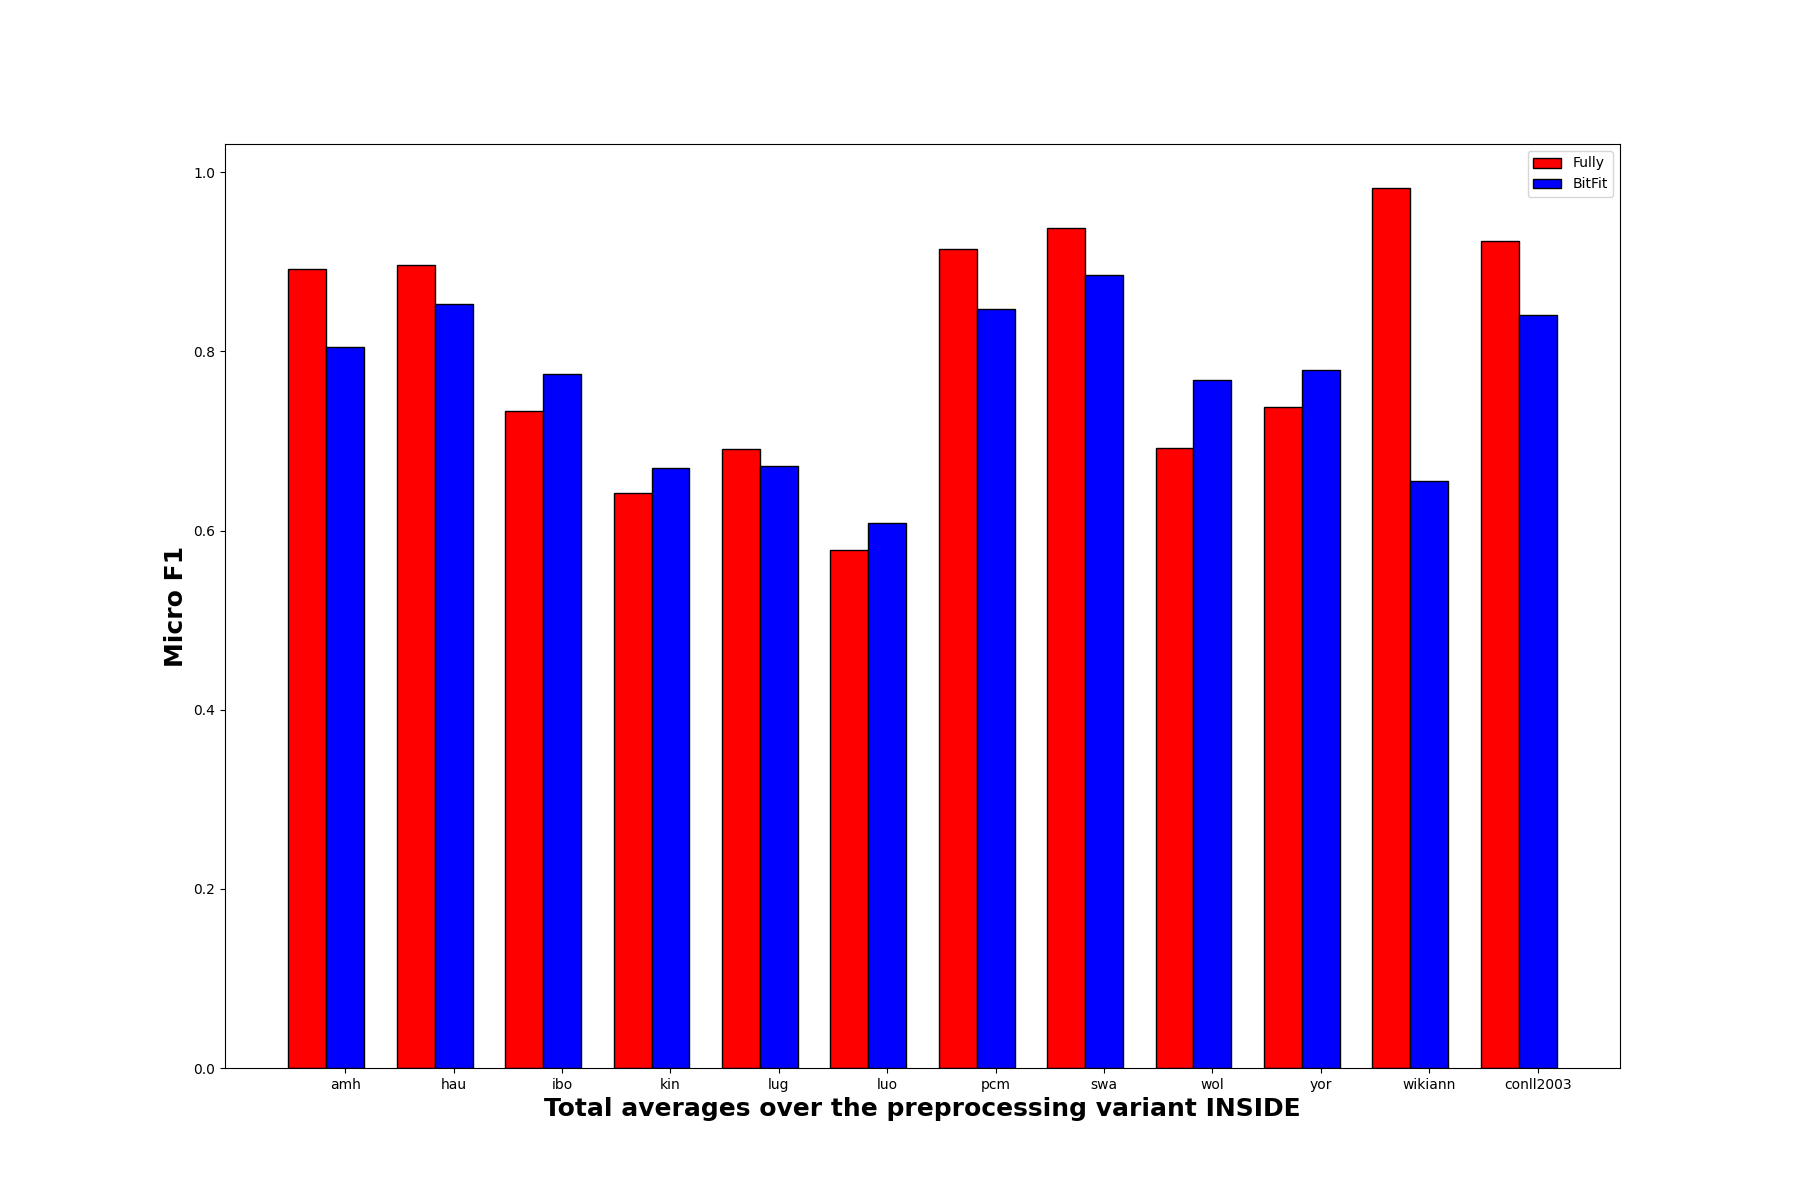 Fully
BitFit
1.0
0.8
0.6
0.4
0.2
0.0
Micro F1
amh hau ibo kin lug luo pcm swa wol yor wikiann conll2003
Total averages over the preprocessing variant INSIDE